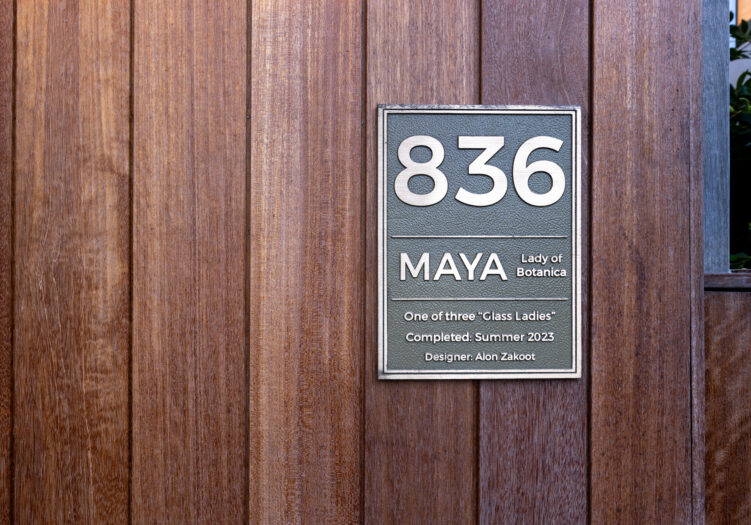 836
MAYA
Lady of
Botanica
One of three "Glass Ladies"
Completed: Summer 2023
Designer: Alon Zakoot